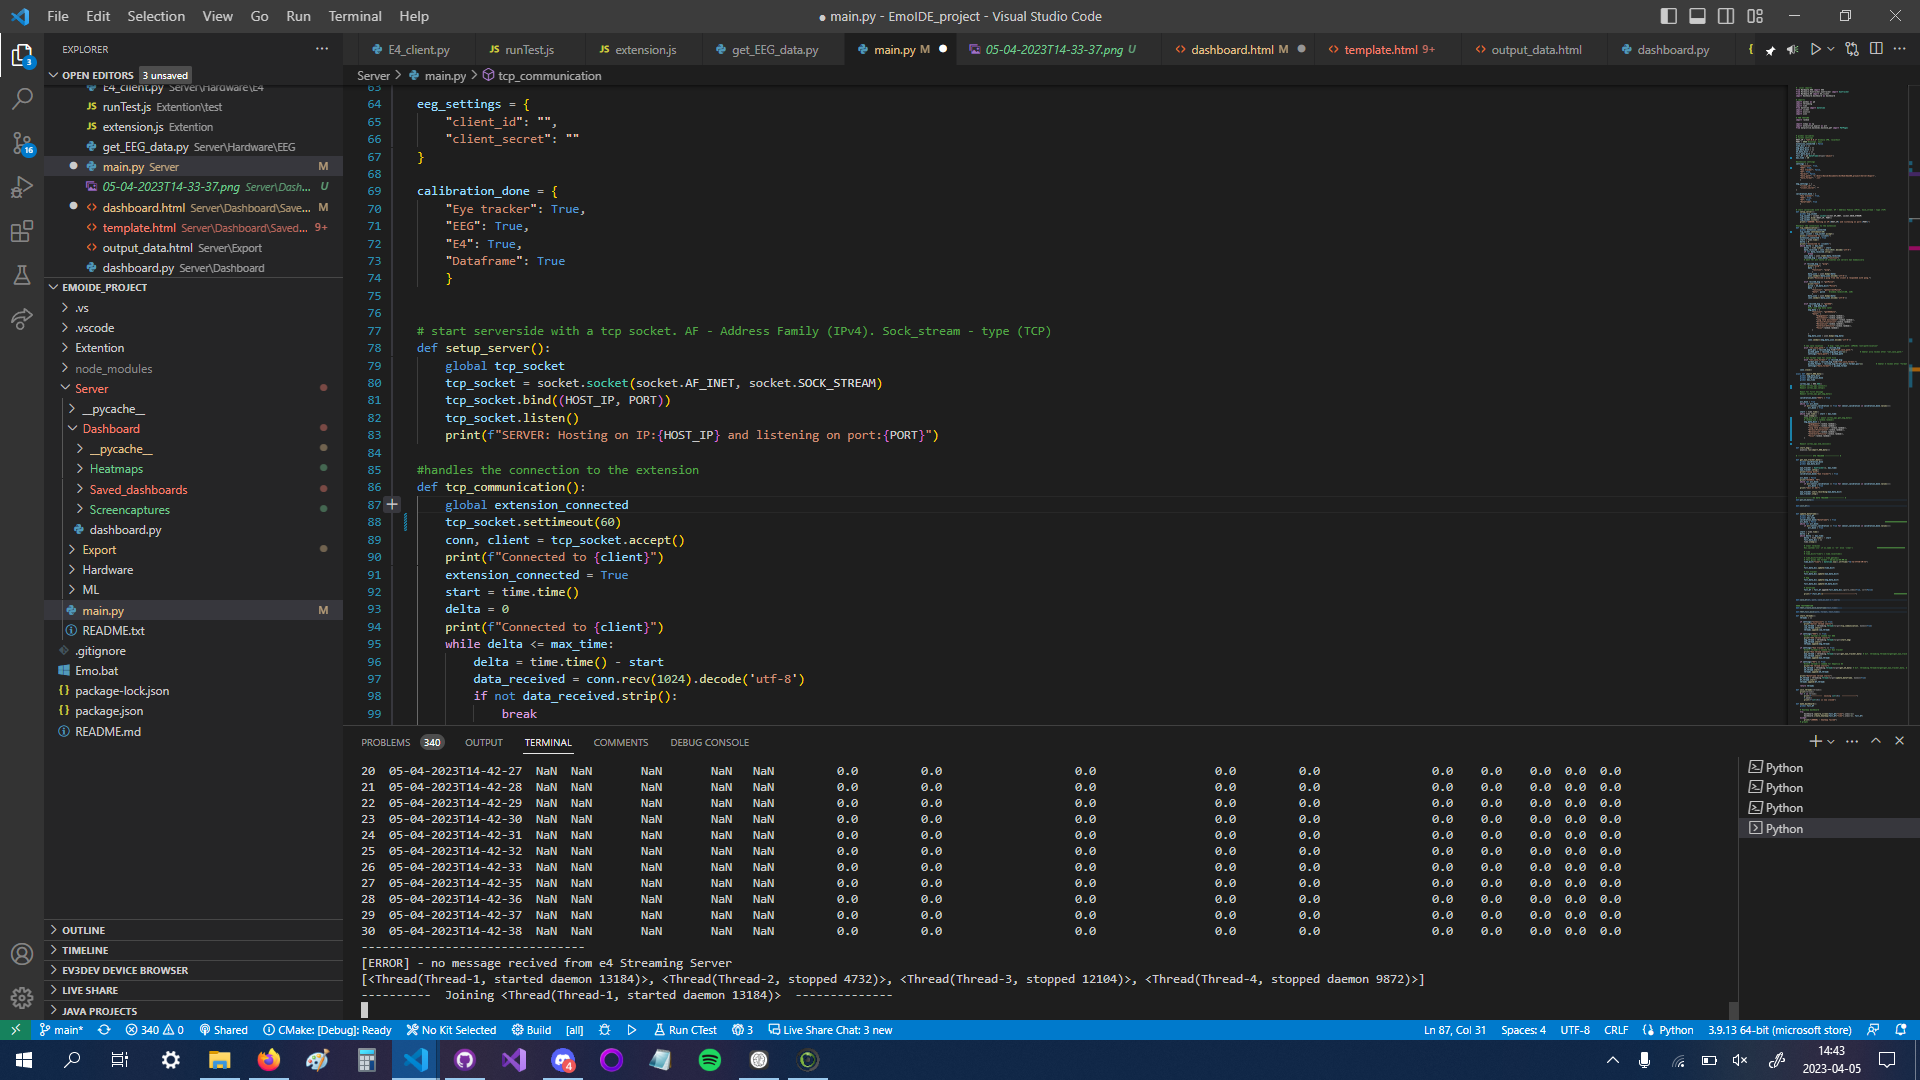 File Edit Selection View Go Run Terminal Help
● main.py - EmoIDE_project - Visual Studio Code
EXPLORER
E4_client.py
JS runTest.js
JS extension.js
get_EEG_data.py
main.py M
05-04-2023T14-33-37.png U
dashboard.html M
template.html 9+
output_data.html
dashboard.py
OPEN EDITORS 3 unsaved
E4_client.py Server\Hardware\E4
JS runTest.js Extention\test
JS extension.js Extention
get_EEG_data.py Server\Hardware\EEG
main.py Server M
05-04-2023T14-33-37.png Server\Dash... U
dashboard.html Server\Dashboard\Save... M
template.html Server\Dashboard\Saved... 9+
output_data.html Server\Export
dashboard.py Server\Dashboard
EMOIDE_PROJECT
.vs
.vscode
Extention
node_modules
Server
__pycache__
Dashboard
__pycache__
Heatmaps
Saved_dashboards
Screencaptures
dashboard.py
Export
Hardware
ML
main.py M
README.txt
.gitignore
Emo.bat
package-lock.json
package.json
README.md
OUTLINE
TIMELINE
EV3DEV DEVICE BROWSER
LIVE SHARE
JAVA PROJECTS
Server > main.py > tcp_communication
63
64 eeg_settings = {
65 "client_id": "",
66 "client_secret": ""
67 }
68
69 calibration_done = {
70 "Eye tracker": True,
71 "EEG": True,
72 "E4": True,
73 "Dataframe": True
74 }
75
76
77 # start serverside with a tcp socket. AF - Address Family (IPv4). Sock_stream - type (TCP)
78 def setup_server():
79 global tcp_socket
80 tcp_socket = socket.socket(socket.AF_INET, socket.SOCK_STREAM)
81 tcp_socket.bind((HOST_IP, PORT))
82 tcp_socket.listen()
83 print(f"SERVER: Hosting on IP:{HOST_IP} and listening on port:{PORT}")
84
85 #handles the connection to the extension
86 def tcp_communication():
87 global extension_connected
88 tcp_socket.settimeout(60)
89 conn, client = tcp_socket.accept()
90 print(f"Connected to {client}")
91 extension_connected = True
92 start = time.time()
93 delta = 0
94 print(f"Connected to {client}")
95 while delta <= max_time:
96 delta = time.time() - start
97 data_received = conn.recv(1024).decode('utf-8')
98 if not data_received.strip():
99 break
PROBLEMS 340 OUTPUT TERMINAL COMMENTS DEBUG CONSOLE
20 05-04-2023T14-42-27 NaN NaN NaN NaN NaN 0.0 0.0 0.0 0.0 0.0 0.0 0.0 0.0 0.0 0.0
21 05-04-2023T14-42-28 NaN NaN NaN NaN NaN 0.0 0.0 0.0 0.0 0.0 0.0 0.0 0.0 0.0 0.0
22 05-04-2023T14-42-29 NaN NaN NaN NaN NaN 0.0 0.0 0.0 0.0 0.0 0.0 0.0 0.0 0.0 0.0
23 05-04-2023T14-42-30 NaN NaN NaN NaN NaN 0.0 0.0 0.0 0.0 0.0 0.0 0.0 0.0 0.0 0.0
24 05-04-2023T14-42-31 NaN NaN NaN NaN NaN 0.0 0.0 0.0 0.0 0.0 0.0 0.0 0.0 0.0 0.0
25 05-04-2023T14-42-32 NaN NaN NaN NaN NaN 0.0 0.0 0.0 0.0 0.0 0.0 0.0 0.0 0.0 0.0
26 05-04-2023T14-42-33 NaN NaN NaN NaN NaN 0.0 0.0 0.0 0.0 0.0 0.0 0.0 0.0 0.0 0.0
27 05-04-2023T14-42-35 NaN NaN NaN NaN NaN 0.0 0.0 0.0 0.0 0.0 0.0 0.0 0.0 0.0 0.0
28 05-04-2023T14-42-36 NaN NaN NaN NaN NaN 0.0 0.0 0.0 0.0 0.0 0.0 0.0 0.0 0.0 0.0
29 05-04-2023T14-42-37 NaN NaN NaN NaN NaN 0.0 0.0 0.0 0.0 0.0 0.0 0.0 0.0 0.0 0.0
30 05-04-2023T14-42-38 NaN NaN NaN NaN NaN 0.0 0.0 0.0 0.0 0.0 0.0 0.0 0.0 0.0 0.0
--------------------------------
[ERROR] - no message recived from e4 Streaming Server
[<Thread(Thread-1, started daemon 13184)>, <Thread(Thread-2, stopped 4732)>, <Thread(Thread-3, stopped 12104)>, <Thread(Thread-4, stopped daemon 9872)>]
---------- Joining <Thread(Thread-1, started daemon 13184)> --------------
Python
Python
Python
Python
main* 340 0 Shared CMake: [Debug]: Ready No Kit Selected Build [all] Run CTest 3 Live Share Chat: 3 new
Ln 87, Col 31 Spaces: 4 UTF-8 CRLF Python 3.9.13 64-bit (microsoft store)
14:43
2023-04-05